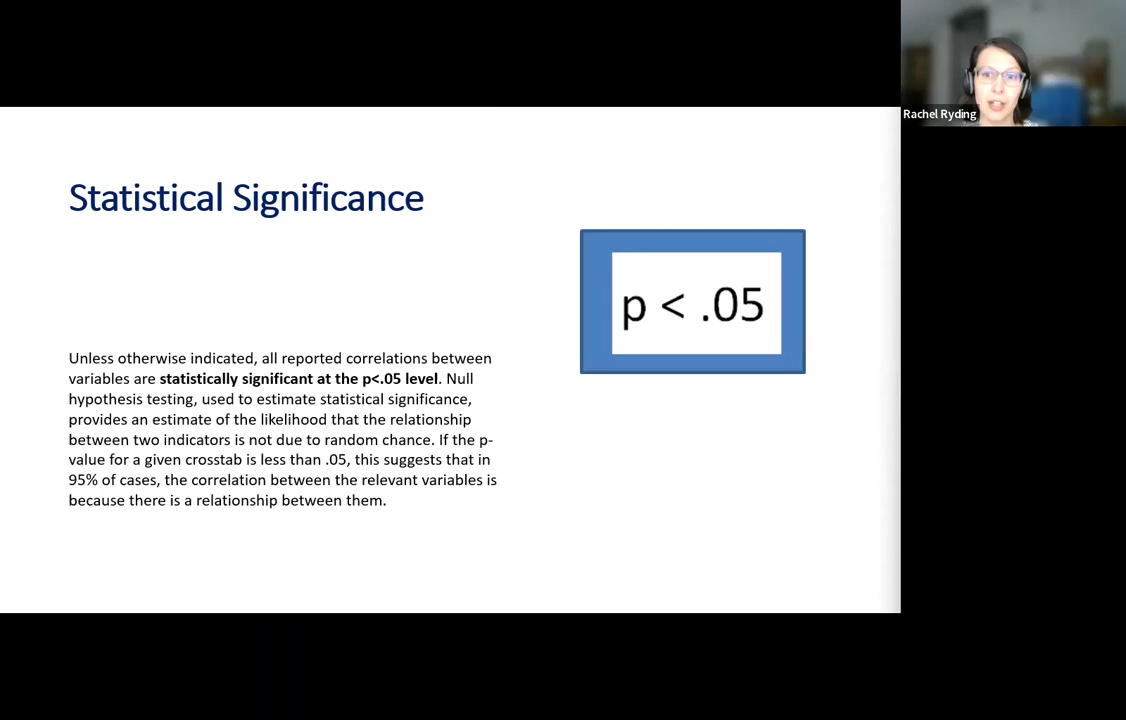 Rachel Ryding
Statistical Significance
p < .05
Unless otherwise indicated, all reported correlations between
variables are statistically significant at the p<.05 level. Null
hypothesis testing, used to estimate statistical significance,
provides an estimate of the likelihood that the relationship
between two indicators is not due to random chance. If the p-
value for a given crosstab is less than .05, this suggests that in
95% of cases, the correlation between the relevant variables is
because there is a relationship between them.